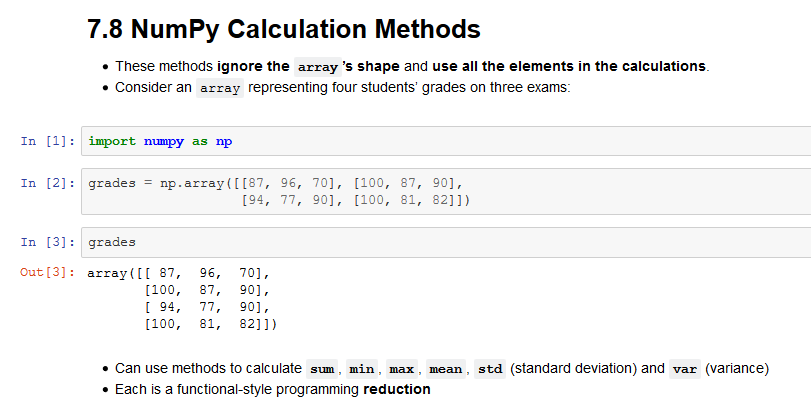 7.8 NumPy Calculation Methods
• These methods ignore the array 's shape and use all the elements in the calculations.
• Consider an array representing four students' grades on three exams:
In [1]: import numpy as np
In [2]: grades = np.array([[87, 96, 70], [100, 87, 90],
[94, 77, 90], [100, 81, 82]])
In [3]: grades
Out[3]: array([[ 87,  96,  70],
[100,  87,  90],
[ 94,  77,  90],
[100,  81,  82]])
• Can use methods to calculate sum , min , max , mean , std (standard deviation) and var (variance)
• Each is a functional-style programming reduction